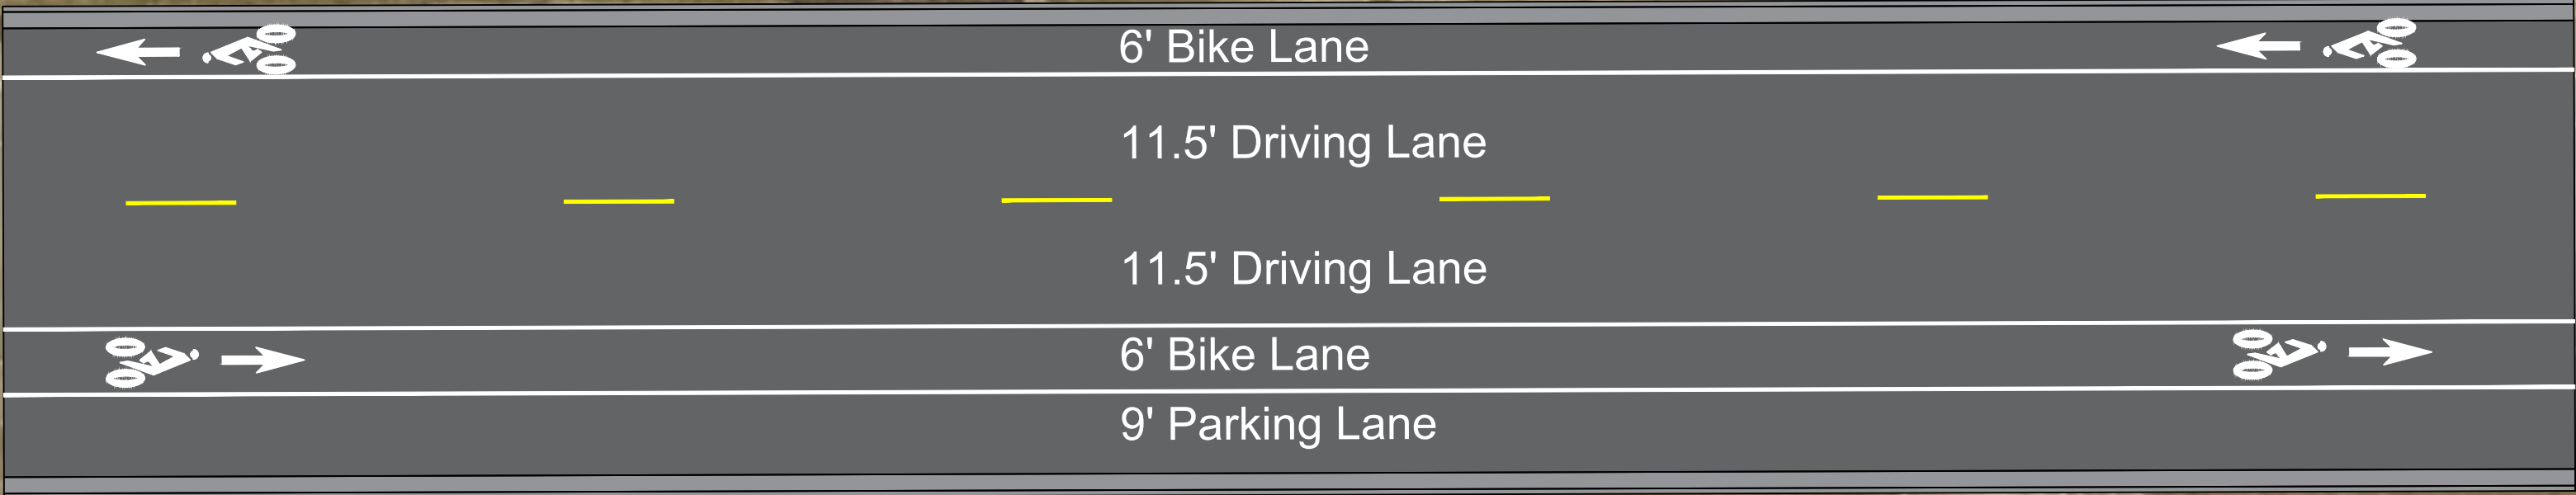 6' Bike Lane
11.5' Driving Lane
11.5' Driving Lane
6' Bike Lane
9' Parking Lane